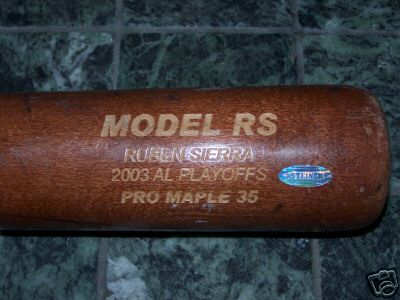 MODEL RS
RUBEN SIERRA
2003 AL PLAYOFFS
PRO MAPLE 35
STEINER